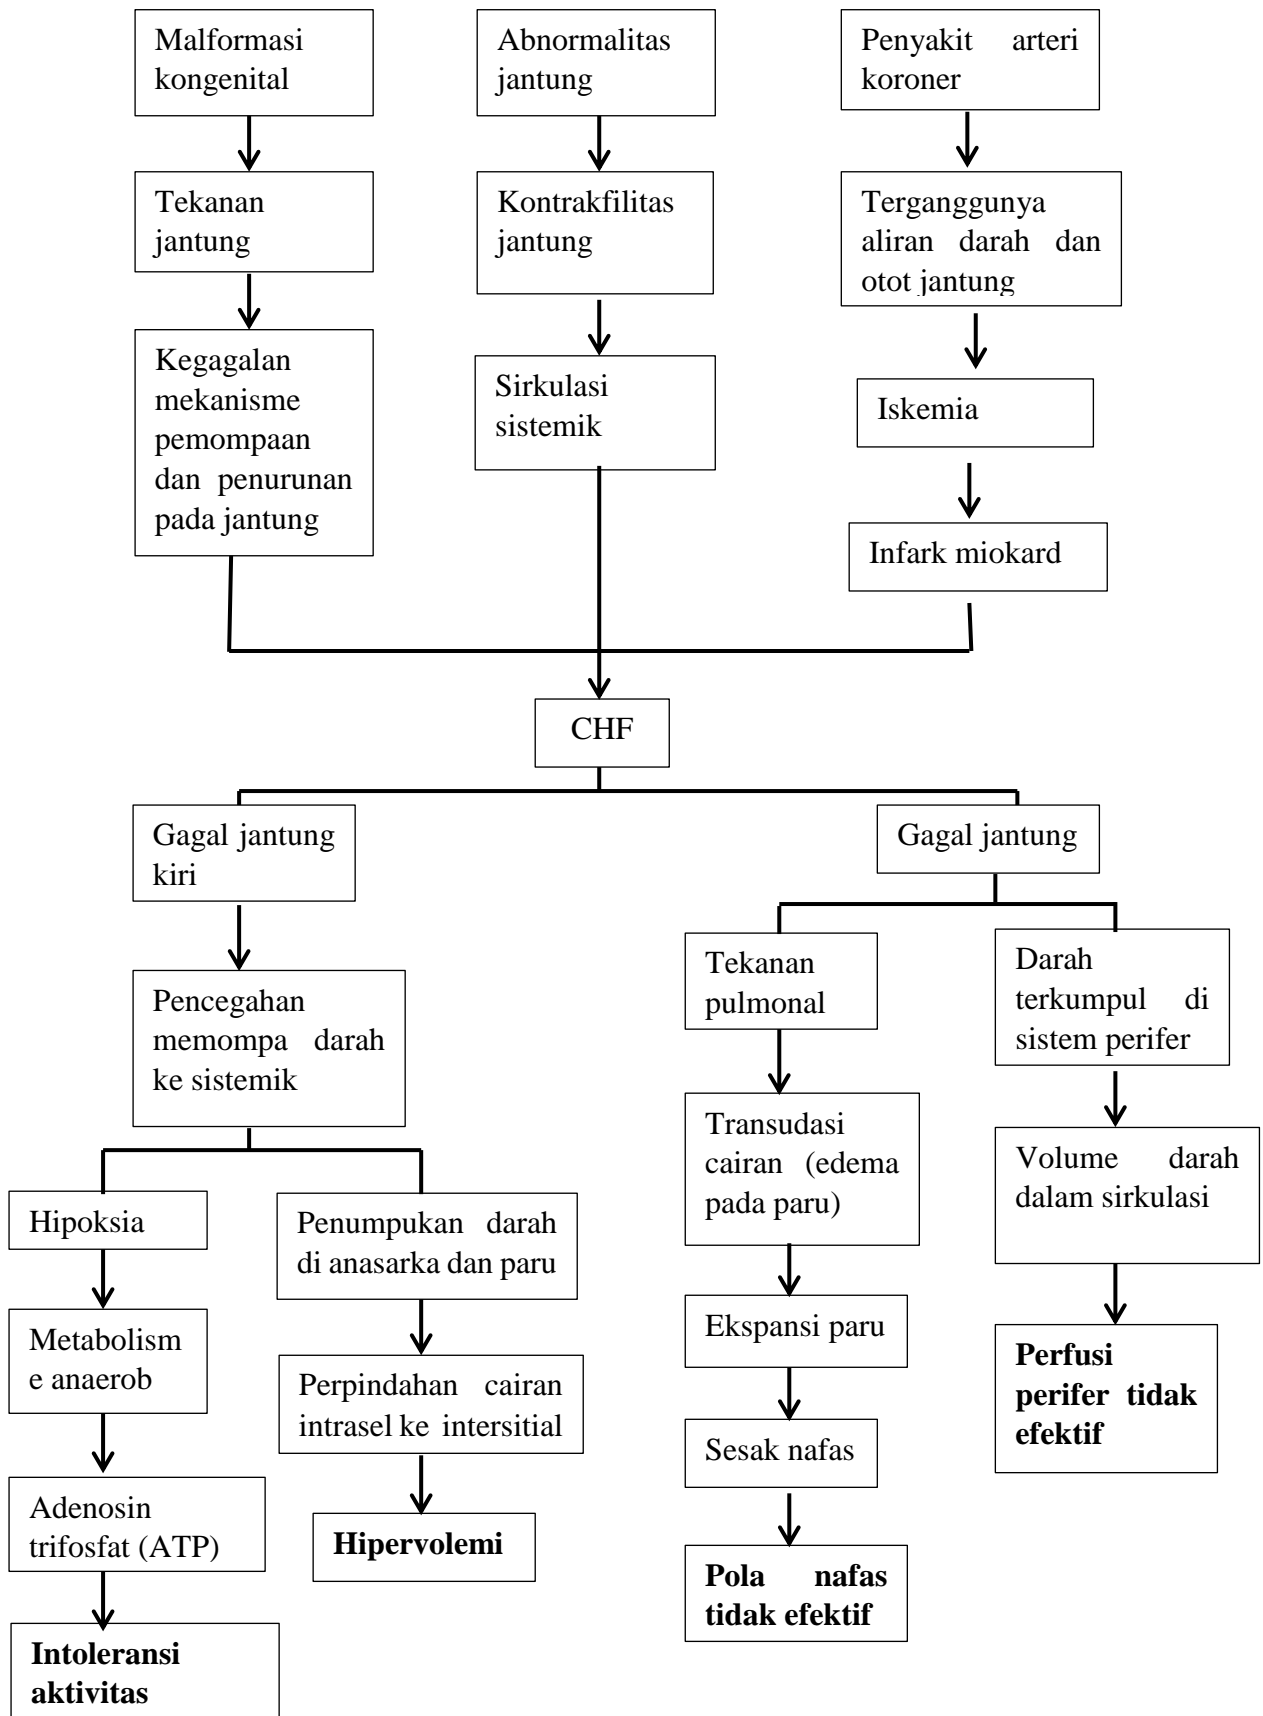 Malformasi
kongenital
Abnormalitas
jantung
Penyakit arteri
koroner
Tekanan
jantung
Kontrakfilitas
jantung
Terganggunya
aliran darah dan
otot jantung
Kegagalan
mekanisme
pemompaan
dan penurunan
pada jantung
Sirkulasi
sistemik
Iskemia
Infark miokard
CHF
Gagal jantung
kiri
Gagal jantung
Pencegahan
memompa darah
ke sistemik
Tekanan
pulmonal
Darah
terkumpul di
sistem perifer
Hipoksia
Penumpukan darah
di anasarka dan paru
Transudasi
cairan (edema
pada paru)
Volume darah
dalam sirkulasi
Metabolism
e anaerob
Perpindahan cairan
intrasel ke intersitial
Ekspansi paru
Perfusi
perifer tidak
efektif
Sesak nafas
Adenosin
trifosfat (ATP)
Hipervolemi
Pola nafas
tidak efektif
Intoleransi
aktivitas